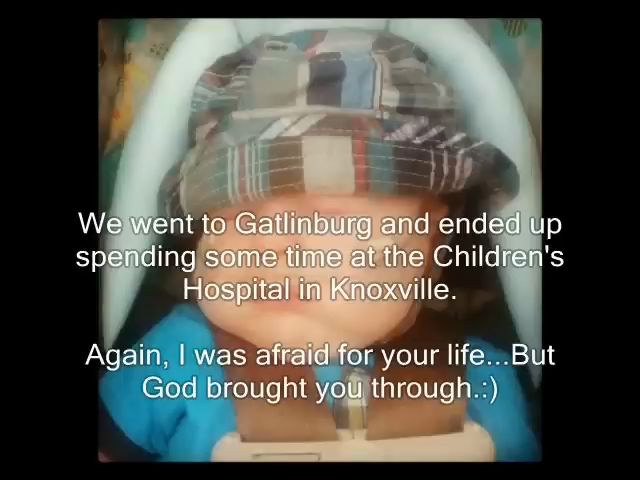 We went to Gatlinburg and ended up
spending some time at the Children's
Hospital in Knoxville.
Again, I was afraid for your life...But
God brought you through.:)